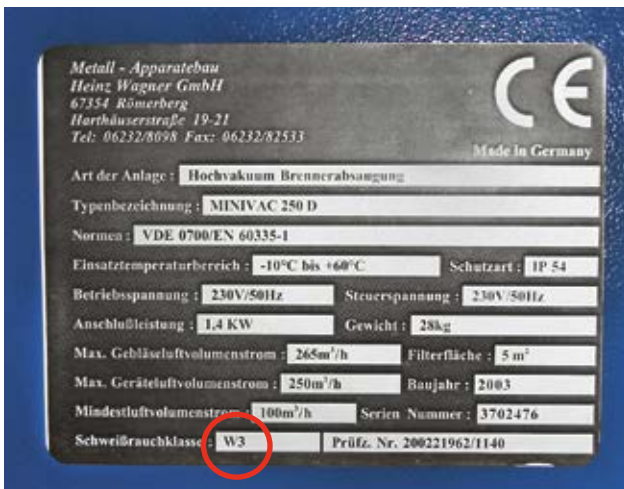 Metall - Apparatebau
Heinz Wagner GmbH
67354 Römerberg
Harthäuserstraße 19-21
Tel: 06232/8098 Fax: 06232/82533
CE
Made in Germany
Art der Anlage : Hochvakuum Brennerabsaugung
Typenbezeichnung : MINIVAC 250 D
Normen : VDE 0700/EN 60335-1
Einsatztemperaturbereich : -10°C bis +60°C Schutzart : IP 54
Betriebsspannung : 230V/50Hz Steuerspannung : 230V/50Hz
Anschlußleistung : 1,4 KW Gewicht : 28kg
Max. Gebläseluftvolumenstrom : 265m³/h Filterfläche : 5 m²
Max. Geräteluftvolumenstrom : 250m³/h Baujahr : 2003
Mindestluftvolumenstrom : 100m³/h Serien Nummer : 3702476
Schweißrauchklasse : W3 Prüfz. Nr. 200221962/1140